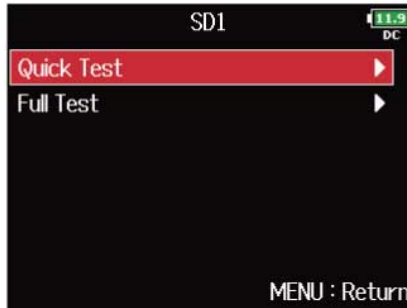 SD1
11.9
DC
Quick Test
Full Test
MENU : Return